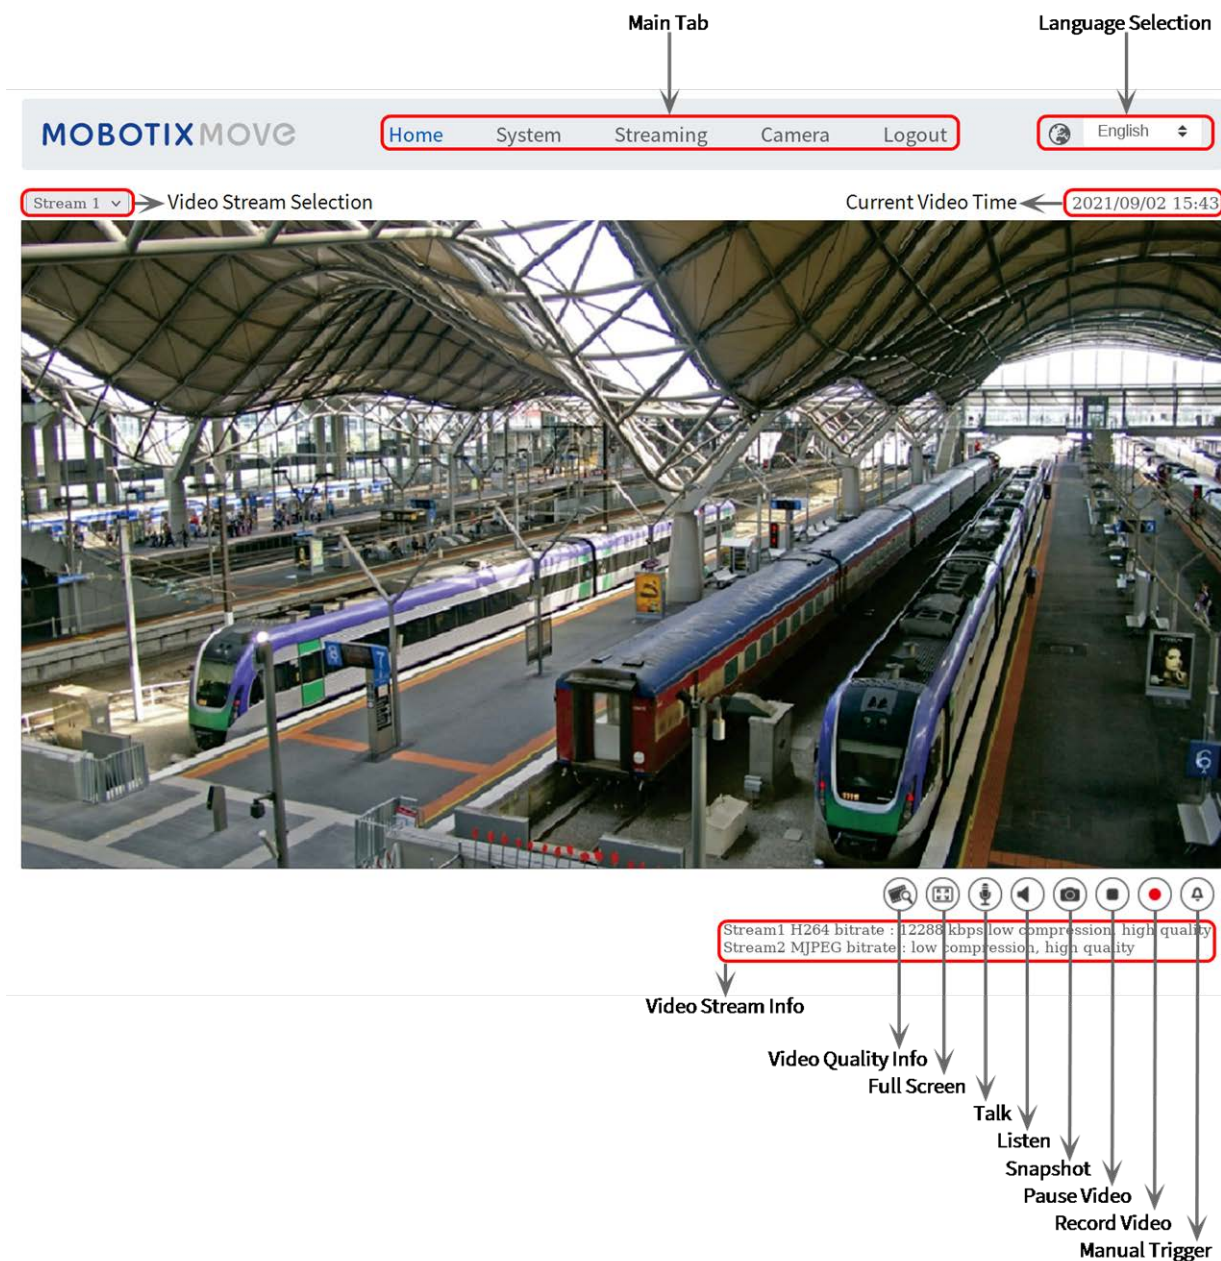 Main Tab
Language Selection
MOBOTIX MOVE
Home System Streaming Camera Logout
English
Stream 1
Video Stream Selection
Current Video Time
2021/09/02 15:43
7
6
Stream1 H264 bitrate : 12288 kbps low compression, high quality
Stream2 MJPEG bitrate : low compression, high quality
Video Stream Info
Video Quality Info
Full Screen
Talk
Listen
Snapshot
Pause Video
Record Video
Manual Trigger